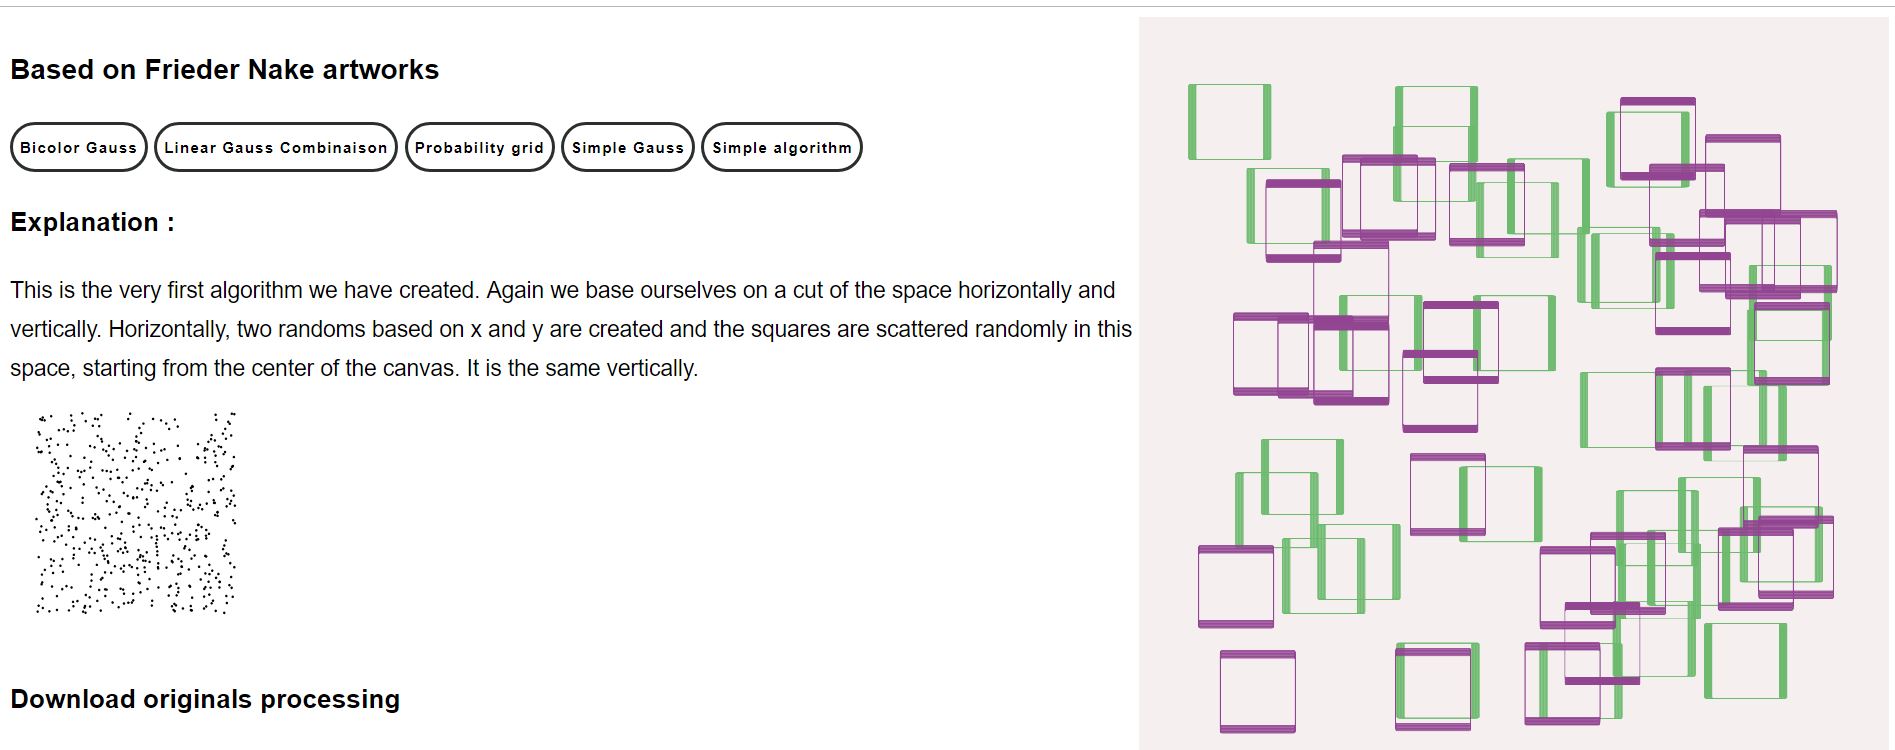 Based on Frieder Nake artworks
Bicolor Gauss Linear Gauss Combinaison Probability grid Simple Gauss Simple algorithm
Explanation :
This is the very first algorithm we have created. Again we base ourselves on a cut of the space horizontally and
vertically. Horizontally, two randoms based on x and y are created and the squares are scattered randomly in this
space, starting from the center of the canvas. It is the same vertically.
Download originals processing